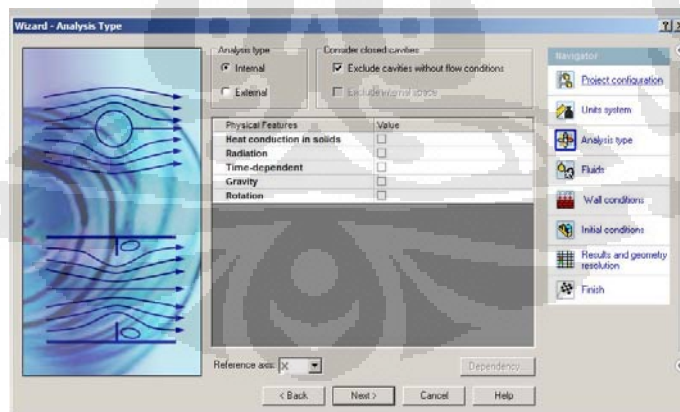 Wizard - Analysis Type
Analysis type
Internal
External
Consider closed cavities
Exclude cavities without flow conditions
Exclude internal space
Physical Features Value
Heat conduction in solids
Radiation
Time-dependent
Gravity
Rotation
Reference axis: X
Dependency
< Back Next > Cancel Help
Navigator
Project configuration
Units system
Analysis type
Fluids
Wall conditions
Initial conditions
Results and geometry
resolution
Finish